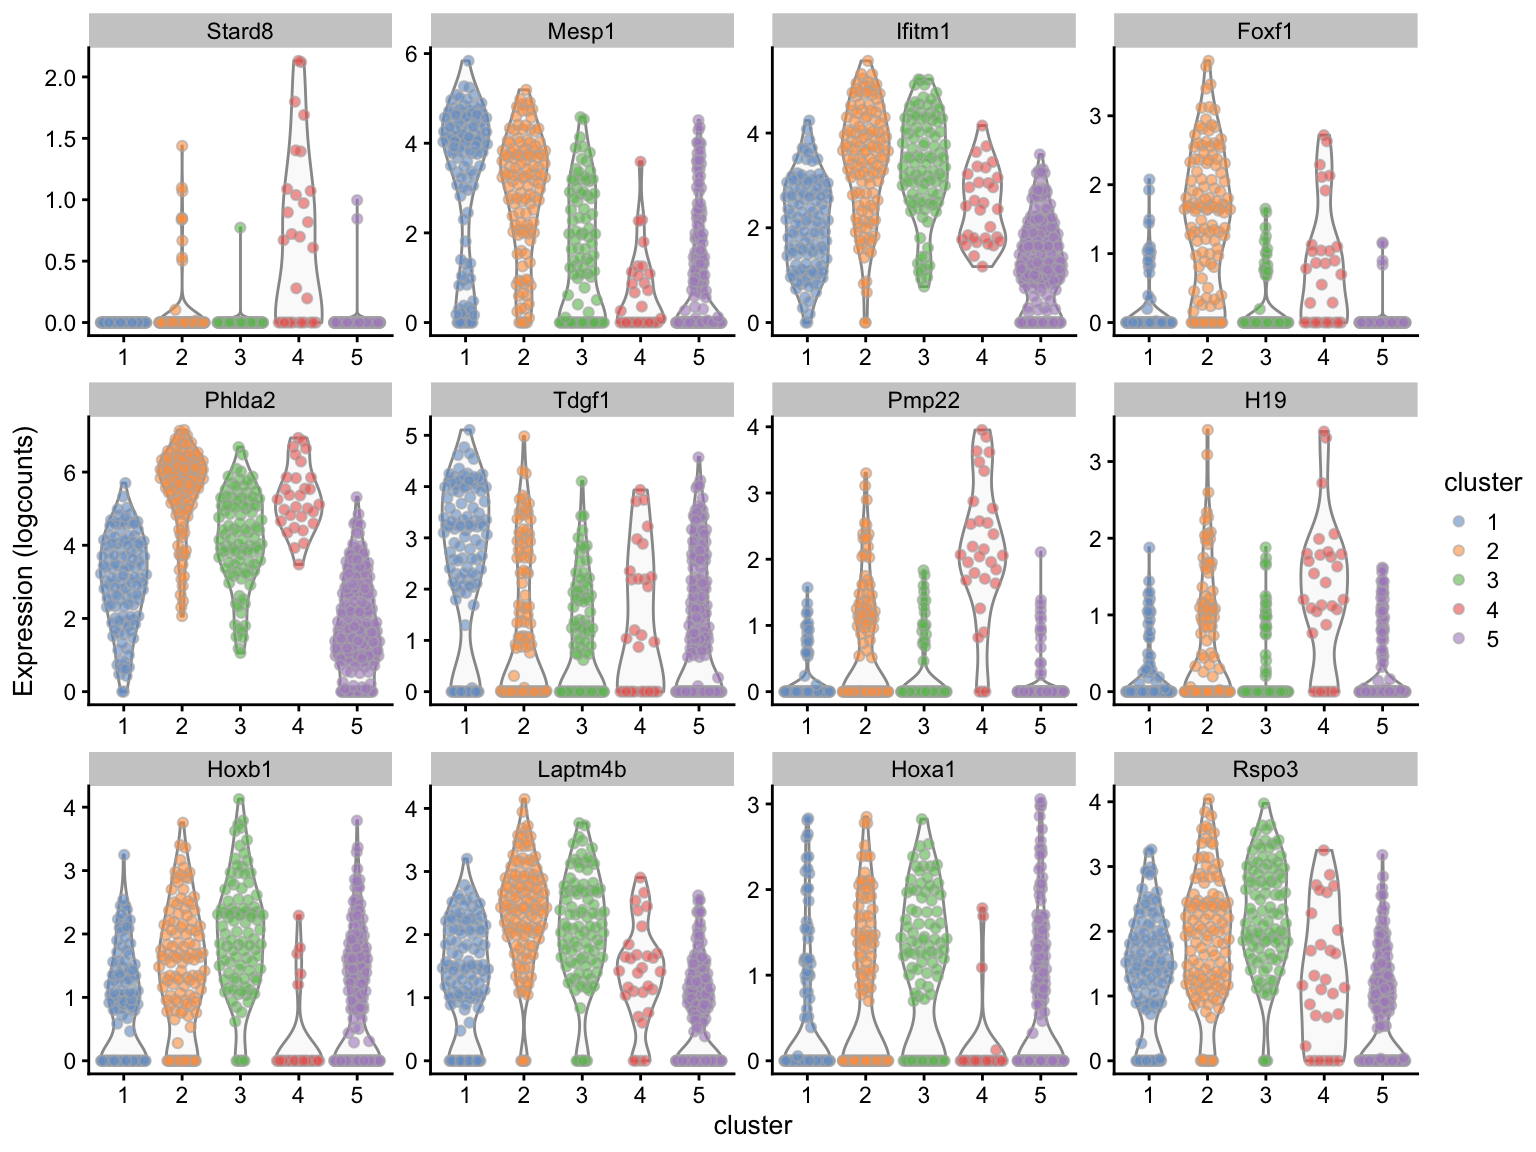 Stard8 Mesp1 Ifitm1 Foxf1
2.0 1.5 1.0 0.5 0.0
6 4 2 0
4 2 0
3 2 1 0
1 2 3 4 5 1 2 3 4 5 1 2 3 4 5 1 2 3 4 5
Phlda2 Tdgf1 Pmp22 H19
6 4 2 0
5 4 3 2 1 0
4 3 2 1 0
3 2 1 0
1 2 3 4 5 1 2 3 4 5 1 2 3 4 5 1 2 3 4 5
Hoxb1 Laptm4b Hoxa1 Rspo3
4 3 2 1 0
4 3 2 1 0
3 2 1 0
4 3 2 1 0
1 2 3 4 5 1 2 3 4 5 1 2 3 4 5 1 2 3 4 5
Expression (logcounts)
cluster
cluster
1
2
3
4
5